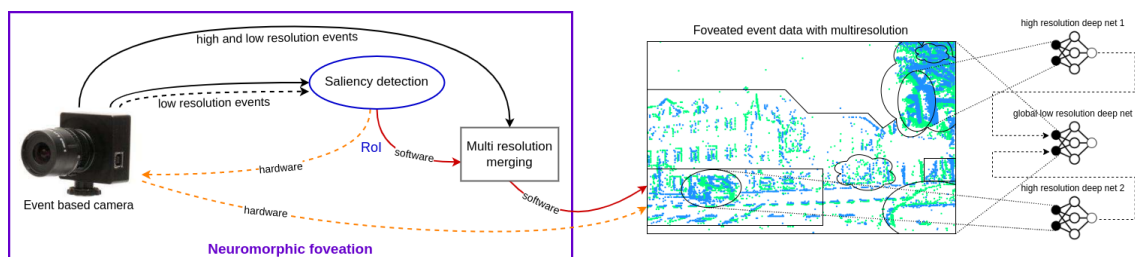 high and low resolution events
Saliency detection
low resolution events
RoI
software
Multi resolution
merging
hardware
Event based camera
hardware
software
Neuromorphic foveation
Foveated event data with multiresolution
high resolution deep net 1
global low resolution deep net
high resolution deep net 2